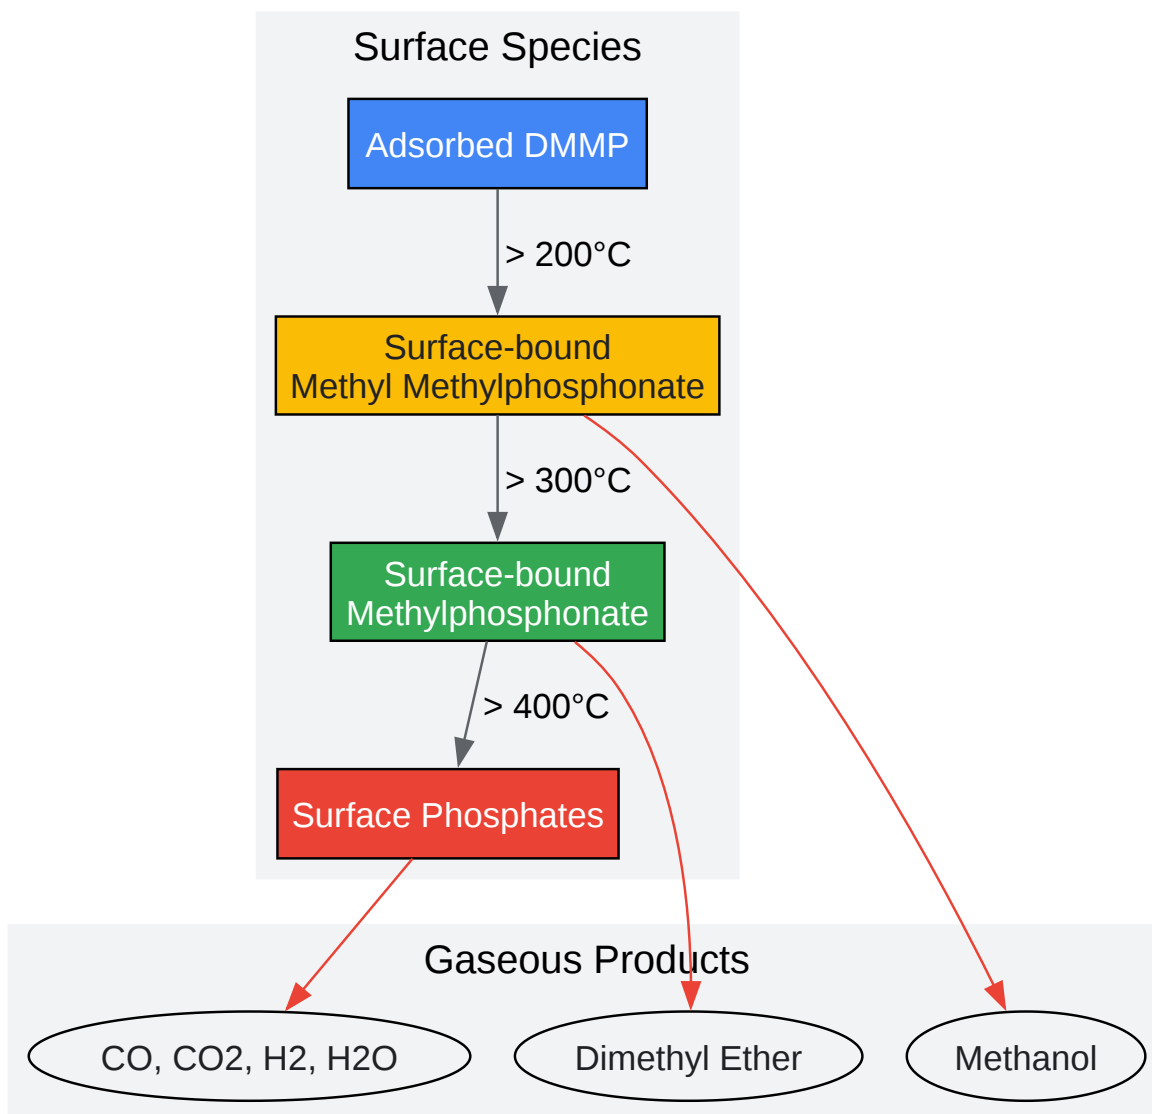 Surface Species
Adsorbed DMMP
> 200°C
Surface-bound
Methyl Methylphosphonate
> 300°C
Surface-bound
Methylphosphonate
> 400°C
Surface Phosphates
Gaseous Products
CO, CO2, H2, H2O
Dimethyl Ether
Methanol